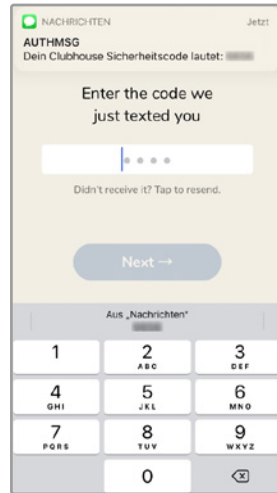 NACHRICHTEN Jetzt
AUTHMSG
Dein Clubhouse Sicherheitscode lautet:
Enter the code we
just texted you
Didn't receive it? Tap to resend.
Next →
Aus „Nachrichten"
1 2 3
ABC DEF
4 5 6
GHI JKL MNO
7 8 9
PQRS TUV WXYZ
0